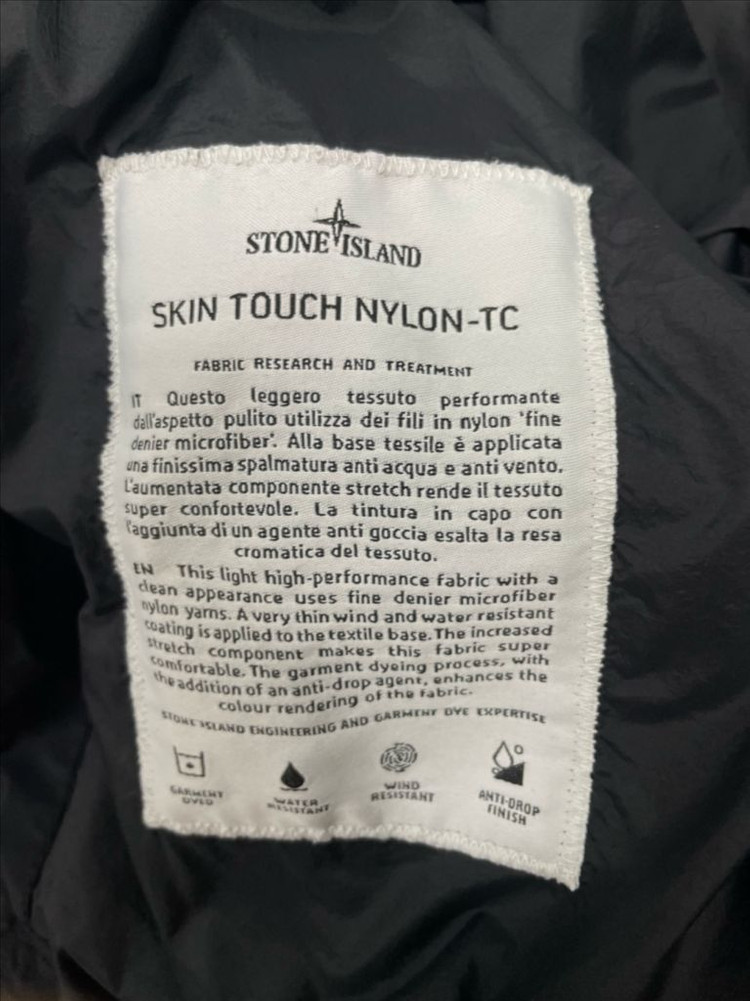 STONE ISLAND
SKIN TOUCH NYLON-TC
FABRIC RESEARCH AND TREATMENT
IT Questo leggero tessuto performante
dall'aspetto pulito utilizza dei fili in nylon 'fine
denier microfiber'. Alla base tessile è applicata
una finissima spalmatura anti acqua e anti vento.
L'aumentata componente stretch rende il tessuto
super confortevole. La tintura in capo con
l'aggiunta di un agente anti goccia esalta la resa
cromatica del tessuto.
EN This light high-performance fabric with a
clean appearance uses fine denier microfiber
nylon yarns. A very thin wind and water resistant
coating is applied to the textile base. The increased
stretch component makes this fabric super
comfortable. The garment dyeing process, with
the addition of an anti-drop agent, enhances the
colour rendering of the fabric.
STONE ISLAND ENGINEERING AND GARMENT DYE EXPERTISE
GARMENT
DYED
WATER
RESISTANT
WIND
RESISTANT
ANTI-DROP
FINISH